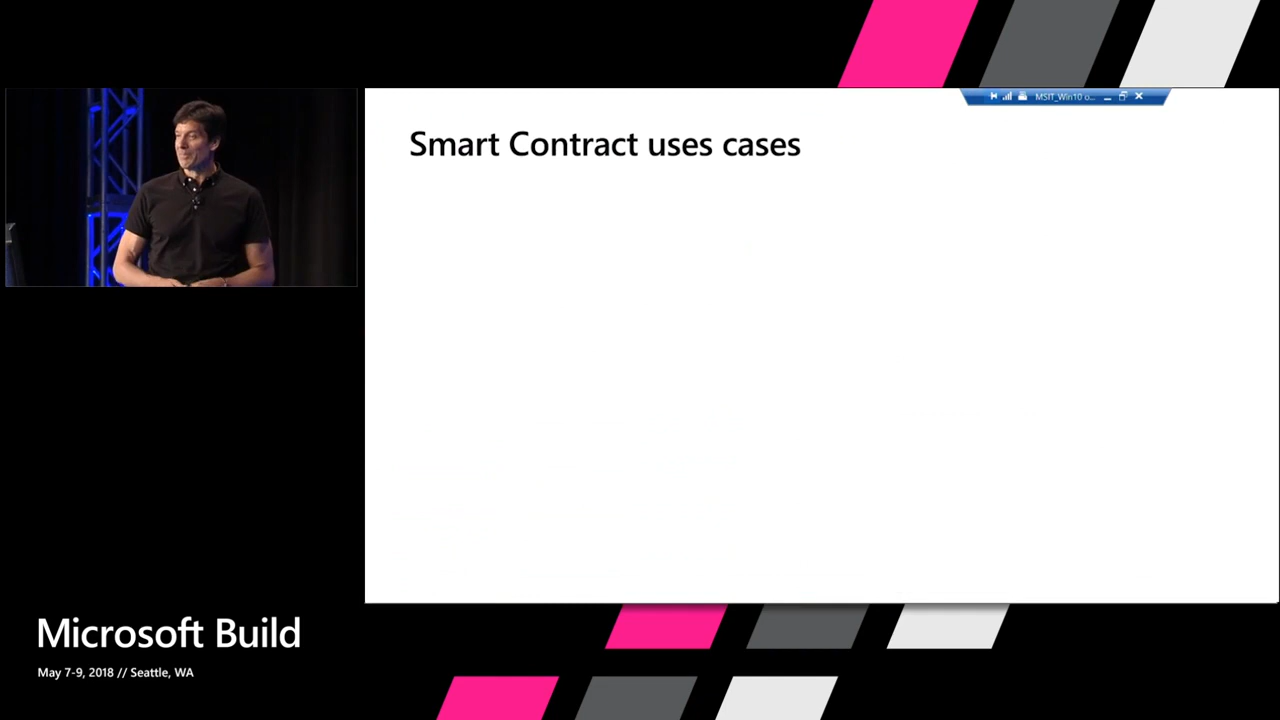 MSIT_Win10 o...
Smart Contract uses cases
Microsoft Build
May 7-9, 2018 // Seattle, WA